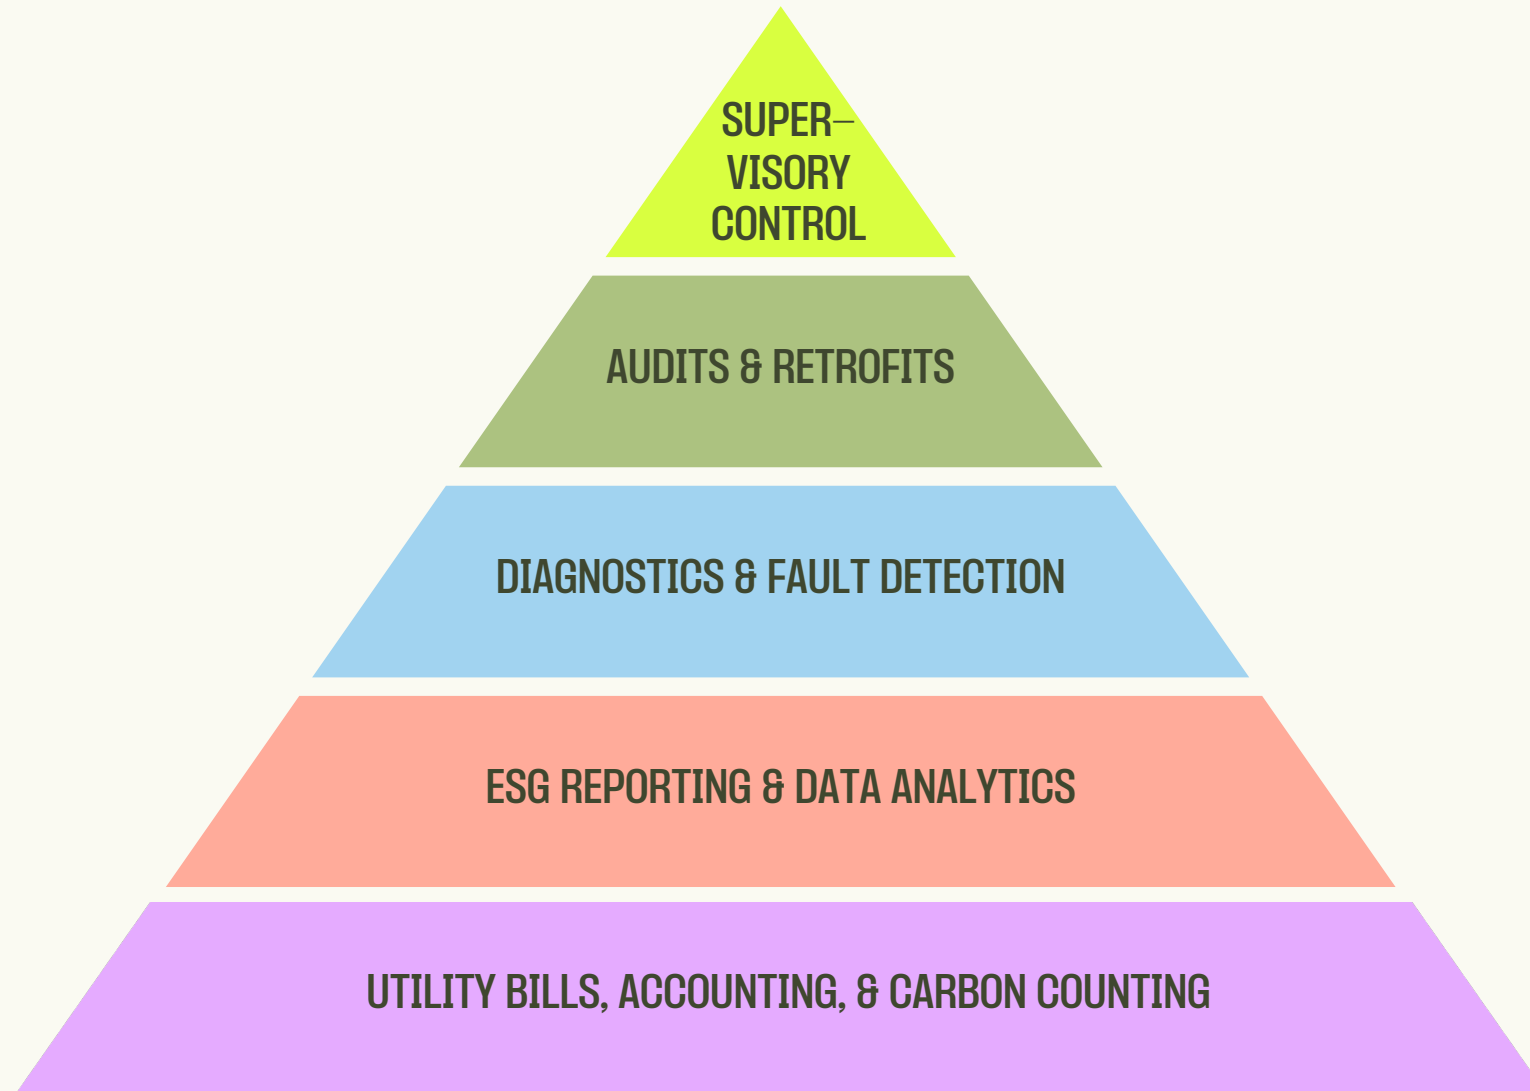 SUPER–
VISORY
CONTROL
AUDITS & RETROFITS
DIAGNOSTICS & FAULT DETECTION
ESG REPORTING & DATA ANALYTICS
UTILITY BILLS, ACCOUNTING, & CARBON COUNTING